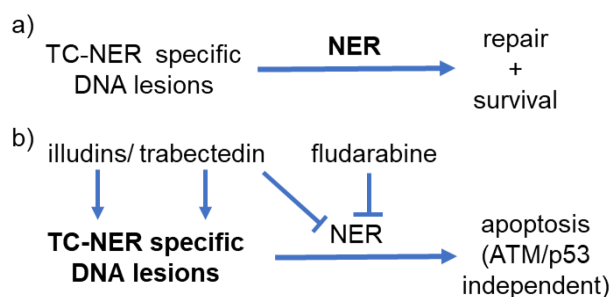 a)
TC-NER specific
DNA lesions
NER
repair
+
survival
b)
illudins/ trabectedin
fludarabine
TC-NER specific
DNA lesions
NER
apoptosis
(ATM/p53
independent)